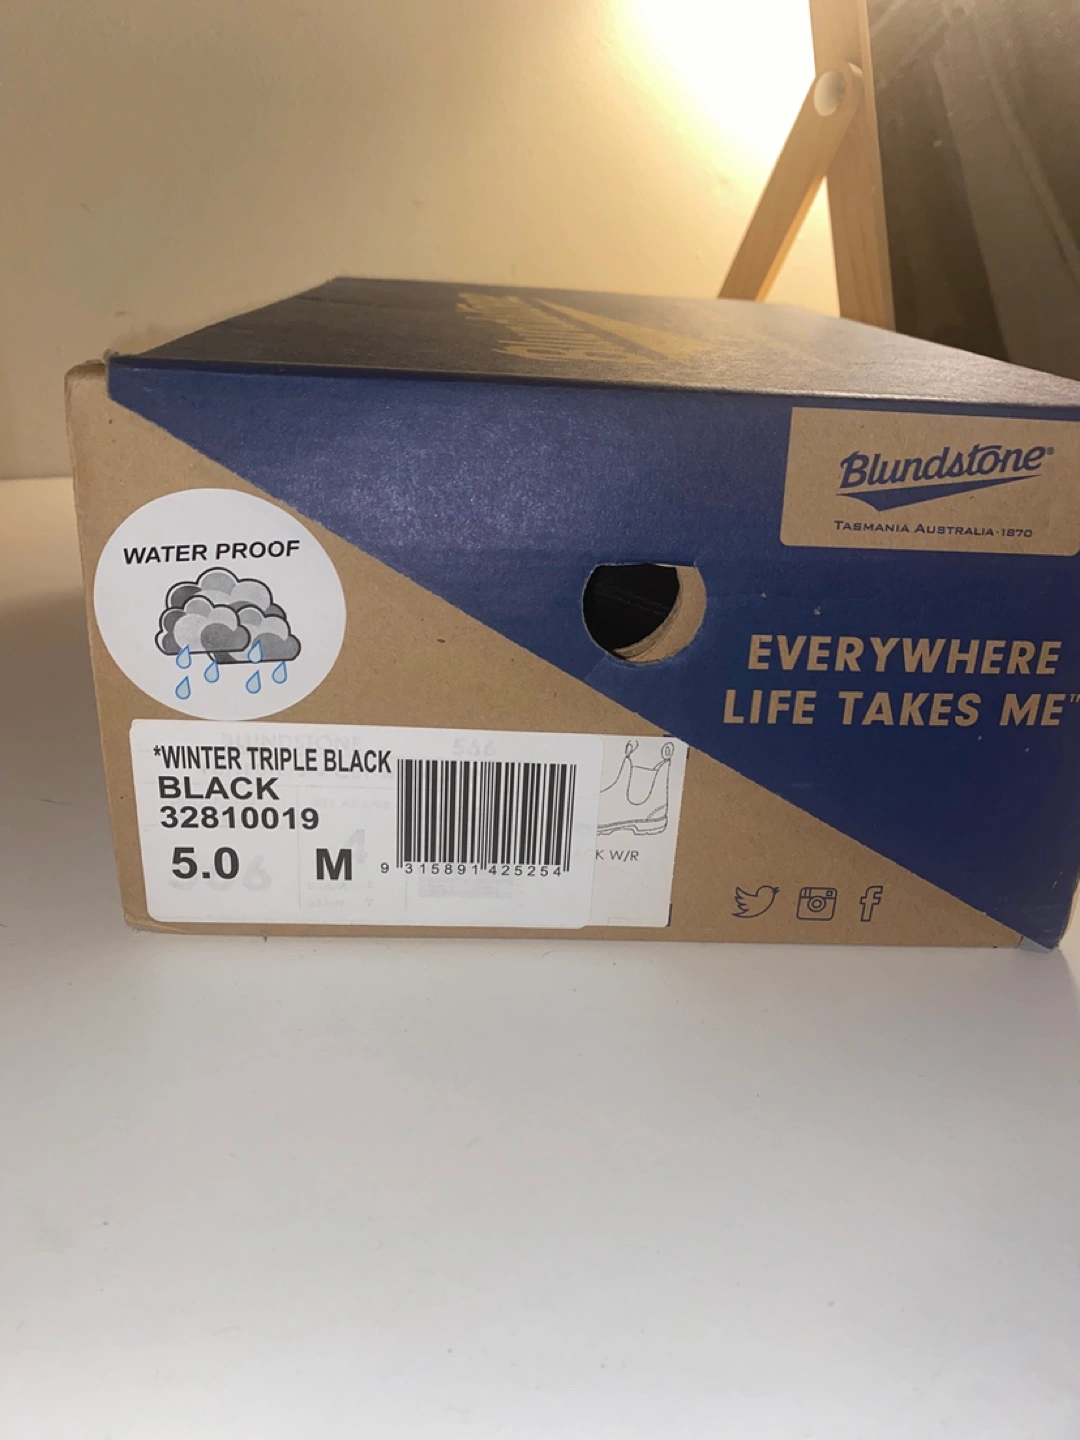 Blundstone®
TASMANIA AUSTRALIA·1870
WATER PROOF
EVERYWHERE
LIFE TAKES ME™
*WINTER TRIPLE BLACK
BLACK
32810019
5.0 M
9 315891 425254
K W/R